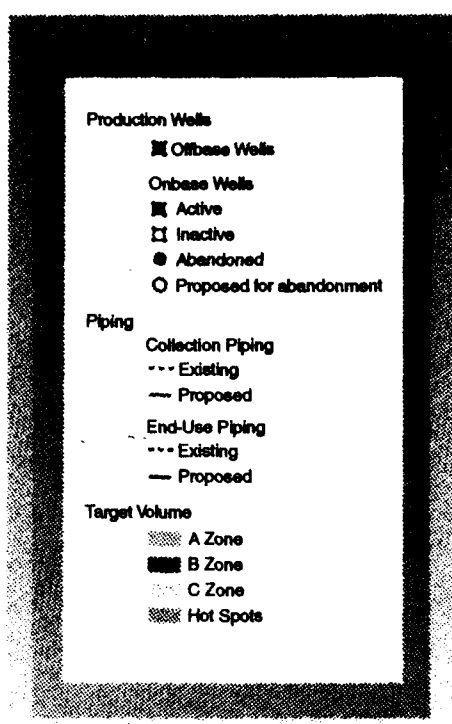 Production Wells
Offbase Wells
Onbase Wells
Active
Inactive
Abandoned
Proposed for abandonment
Piping
Collection Piping
Existing
Proposed
End-Use Piping
Existing
Proposed
Target Volume
A Zone
B Zone
C Zone
Hot Spots